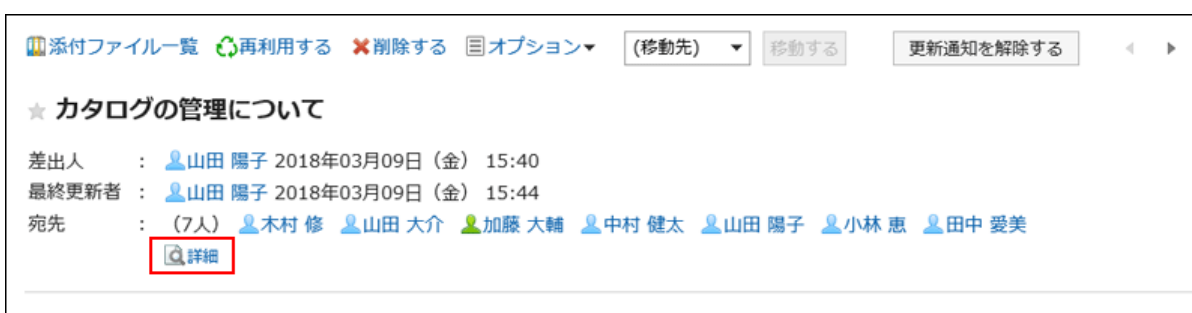 添付ファイル一覧 再利用する 削除する オプション▼ (移動先) ▼ 移動する 更新通知を解除する
カタログの管理について
差出人 : 山田 陽子 2018年03月09日（金） 15:40
最終更新者 : 山田 陽子 2018年03月09日（金） 15:44
宛先 : （7人） 木村 修 山田 大介 加藤 大輔 中村 健太 山田 陽子 小林 恵 田中 愛美
詳細